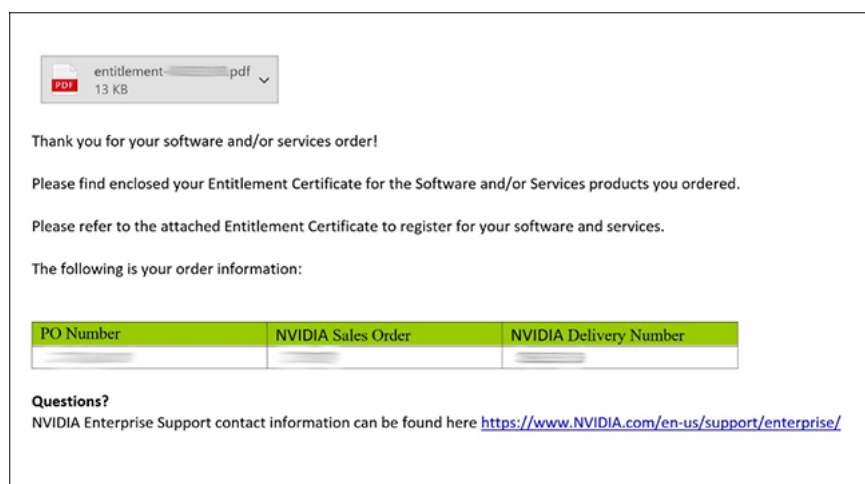 entitlement-.pdf
PDF
13 KB
Thank you for your software and/or services order!
Please find enclosed your Entitlement Certificate for the Software and/or Services products you ordered.
Please refer to the attached Entitlement Certificate to register for your software and services.
The following is your order information:
PO Number NVIDIA Sales Order NVIDIA Delivery Number
Questions?
NVIDIA Enterprise Support contact information can be found here https://www.NVIDIA.com/en-us/support/enterprise/